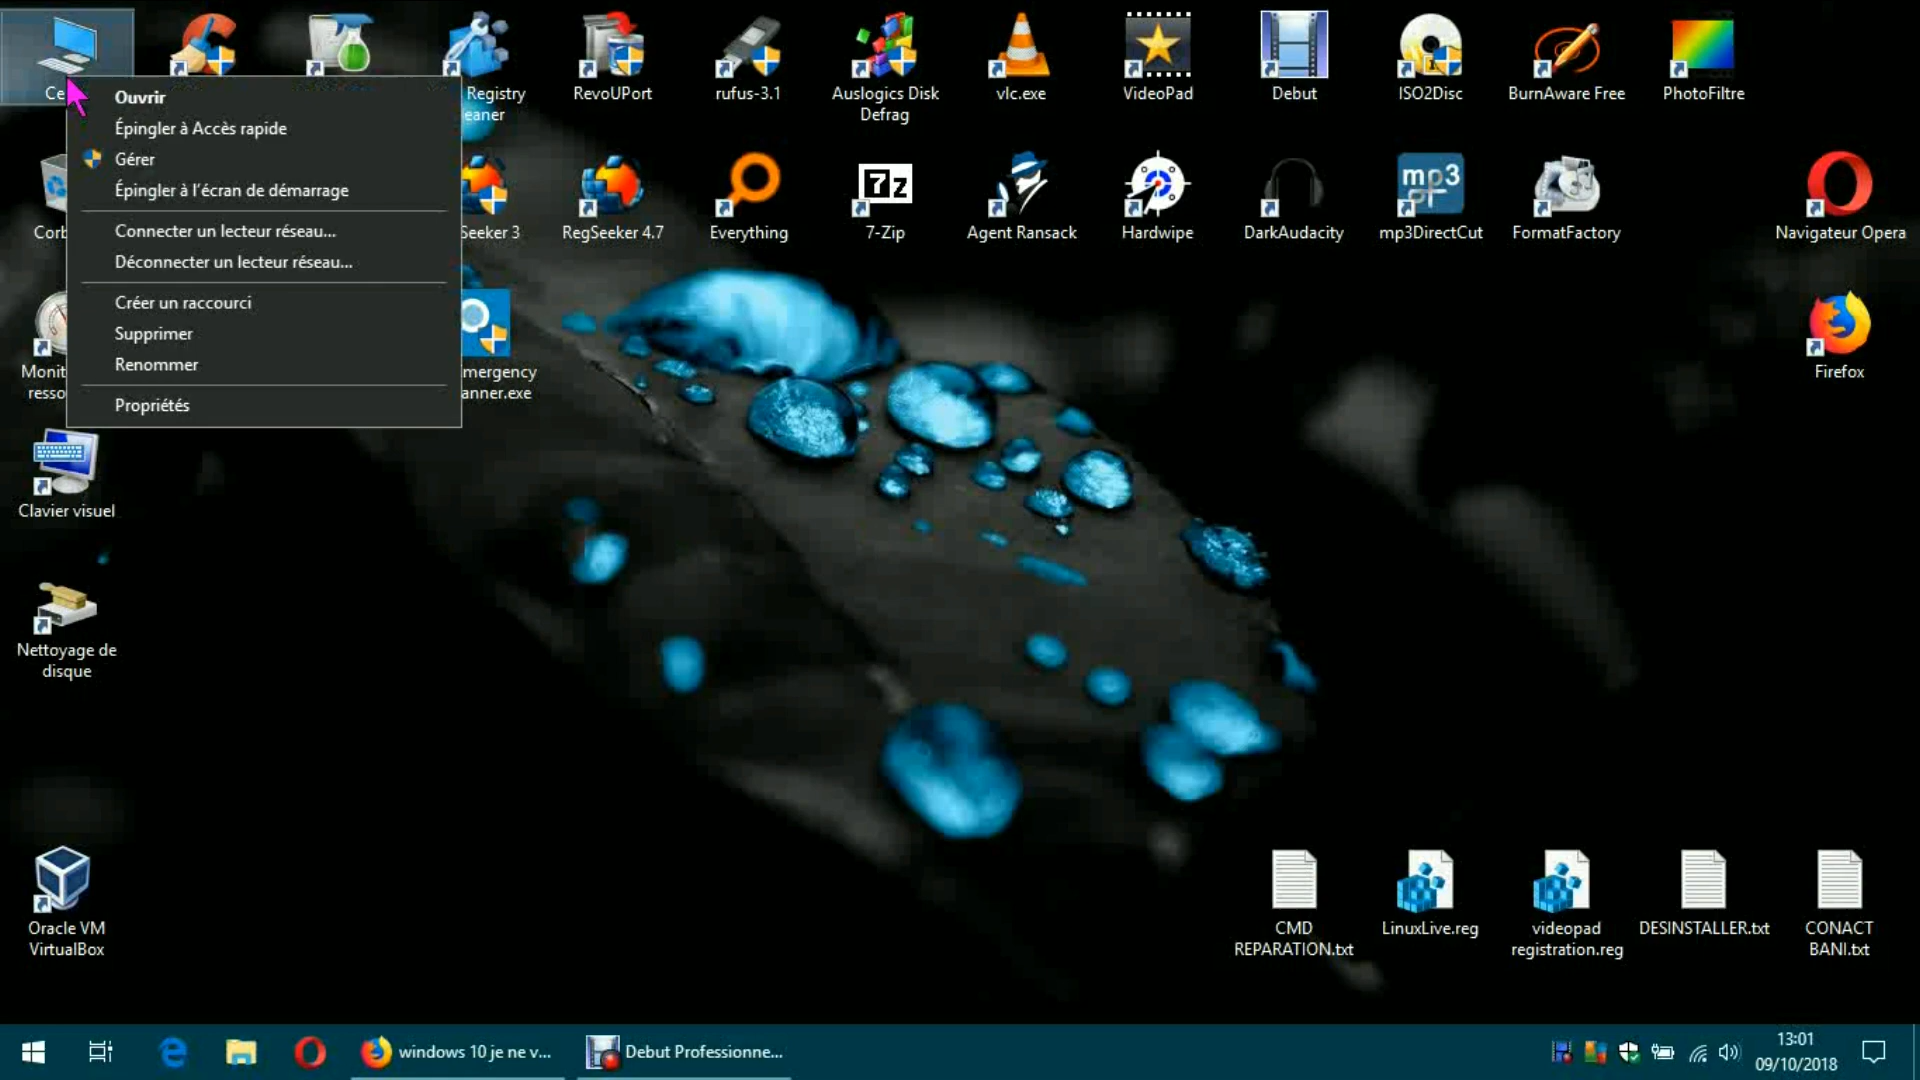 Ce
Registry
eaner
RevoUPort
rufus-3.1
Auslogics Disk
Defrag
vlc.exe
VideoPad
Debut
ISO2Disc
BurnAware Free
PhotoFiltre
Ouvrir
Épingler à Accès rapide
Gérer
Épingler à l'écran de démarrage
Connecter un lecteur réseau...
Déconnecter un lecteur réseau...
Créer un raccourci
Supprimer
Renommer
Propriétés
Corb
Seeker 3
RegSeeker 4.7
Everything
7z
7-Zip
Agent Ransack
Hardwipe
DarkAudacity
mp3
mp3DirectCut
FormatFactory
Navigateur Opera
Monit
resso
mergency
anner.exe
Firefox
Clavier visuel
Nettoyage de
disque
Oracle VM
VirtualBox
CMD
REPARATION.txt
LinuxLive.reg
videopad
registration.reg
DESINSTALLER.txt
CONACT
BANI.txt
windows 10 je ne v...
Debut Professionne...
13:01
09/10/2018